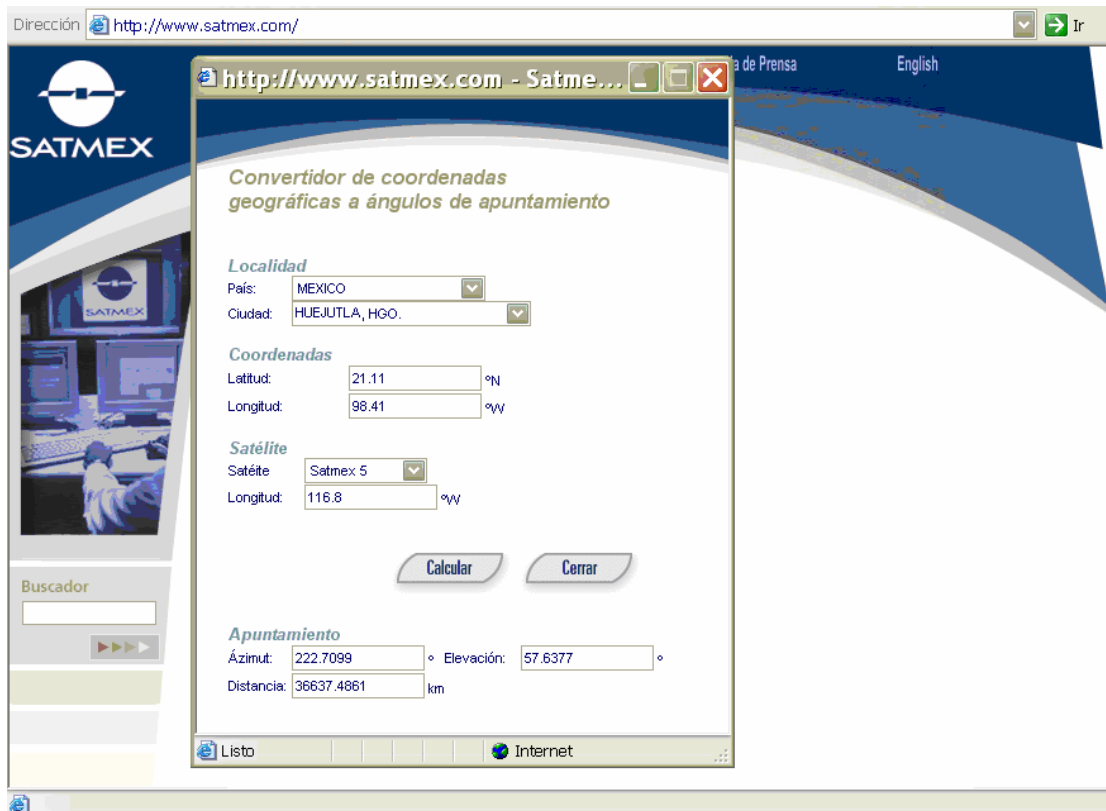 Dirección http://www.satmex.com/ Ir
http://www.satmex.com - Satme...
de Prensa
English
SATMEX
Convertidor de coordenadas
geográficas a ángulos de apuntamiento
SATMEX
Localidad
País: MEXICO
Ciudad: HUEJUTLA, HGO.
Coordenadas
Latitud: 21.11 ºN
Longitud: 98.41 ºW
Satélite
Satéite Satmex 5
Longitud: 116.8 ºW
Calcular Cerrar
Buscador
Apuntamiento
Ázimut: 222.7099 º Elevación: 57.6377 º
Distancia: 36637.4861 km
Listo Internet